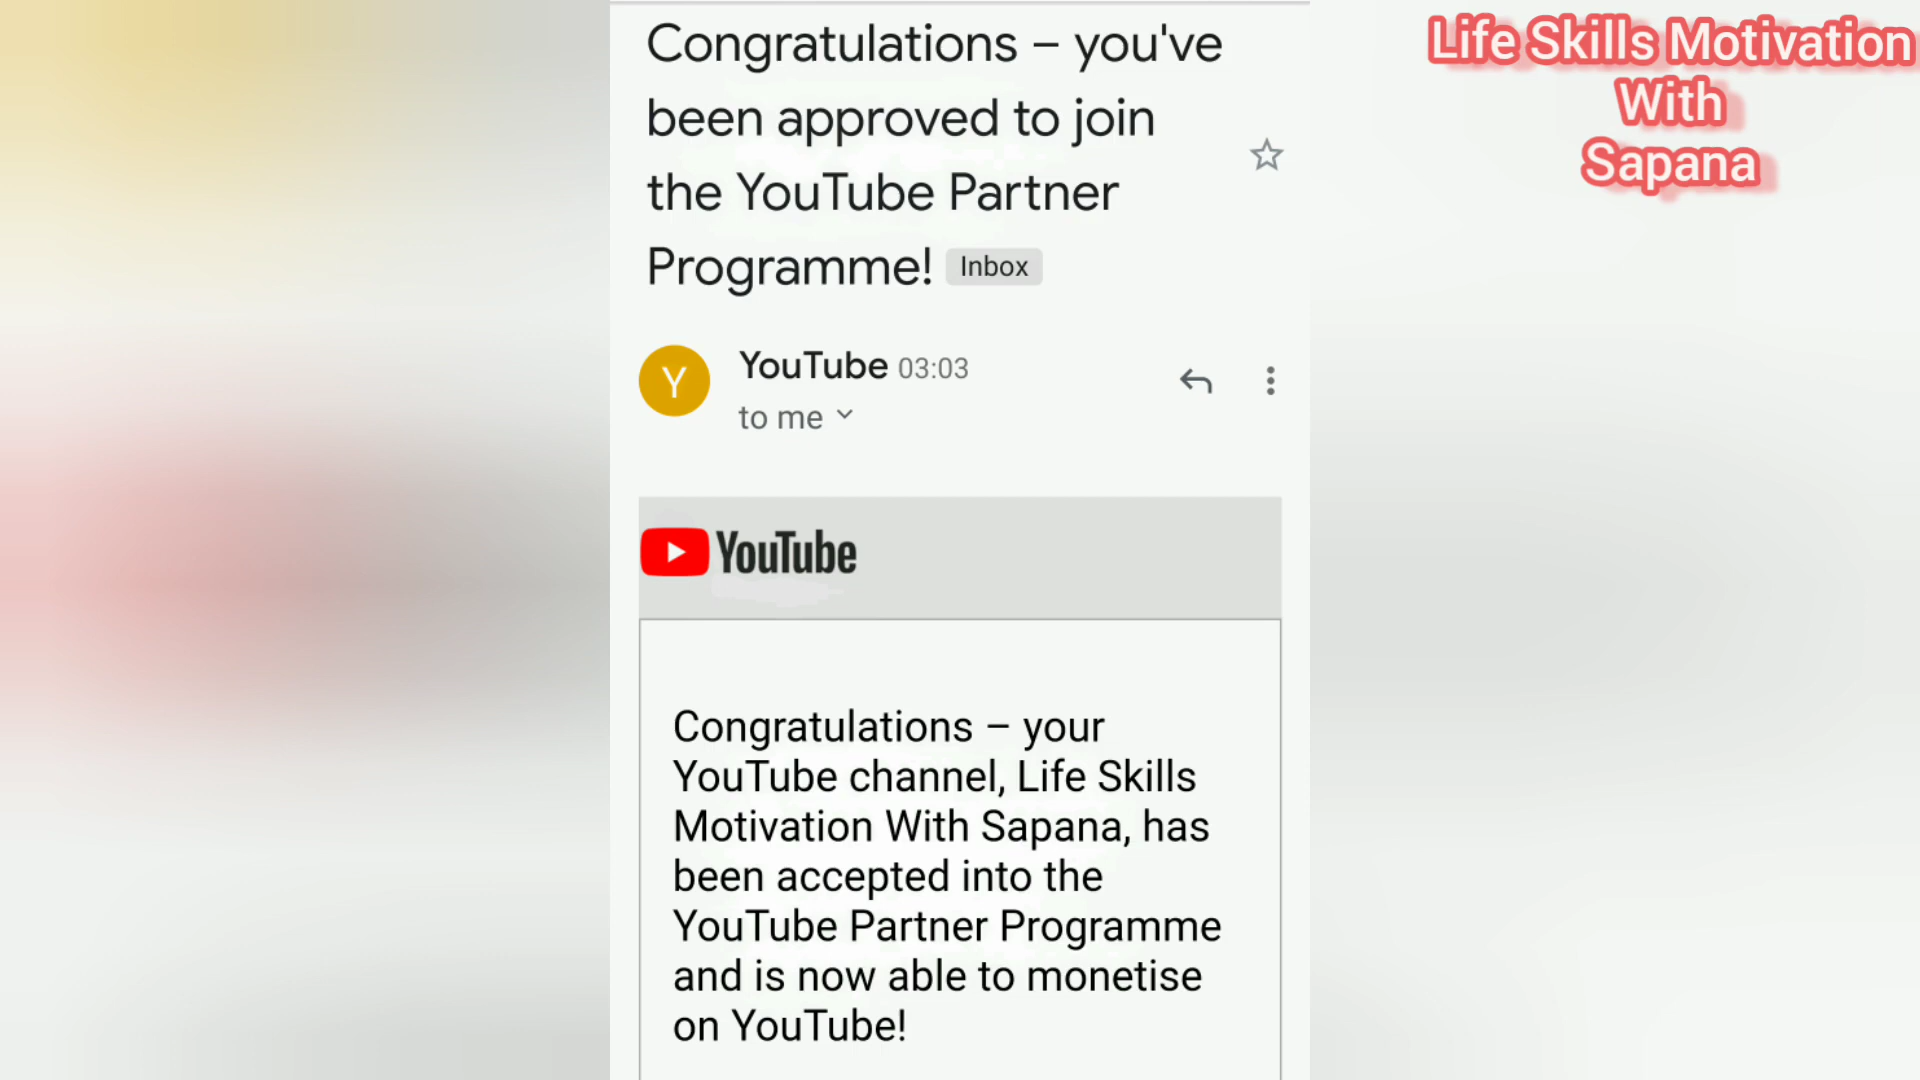 Congratulations – you've
been approved to join
the YouTube Partner
Programme! Inbox
Y
YouTube 03:03
to me
YouTube
Congratulations – your
YouTube channel, Life Skills
Motivation With Sapana, has
been accepted into the
YouTube Partner Programme
and is now able to monetise
on YouTube!
Life Skills Motivation
With
Sapana